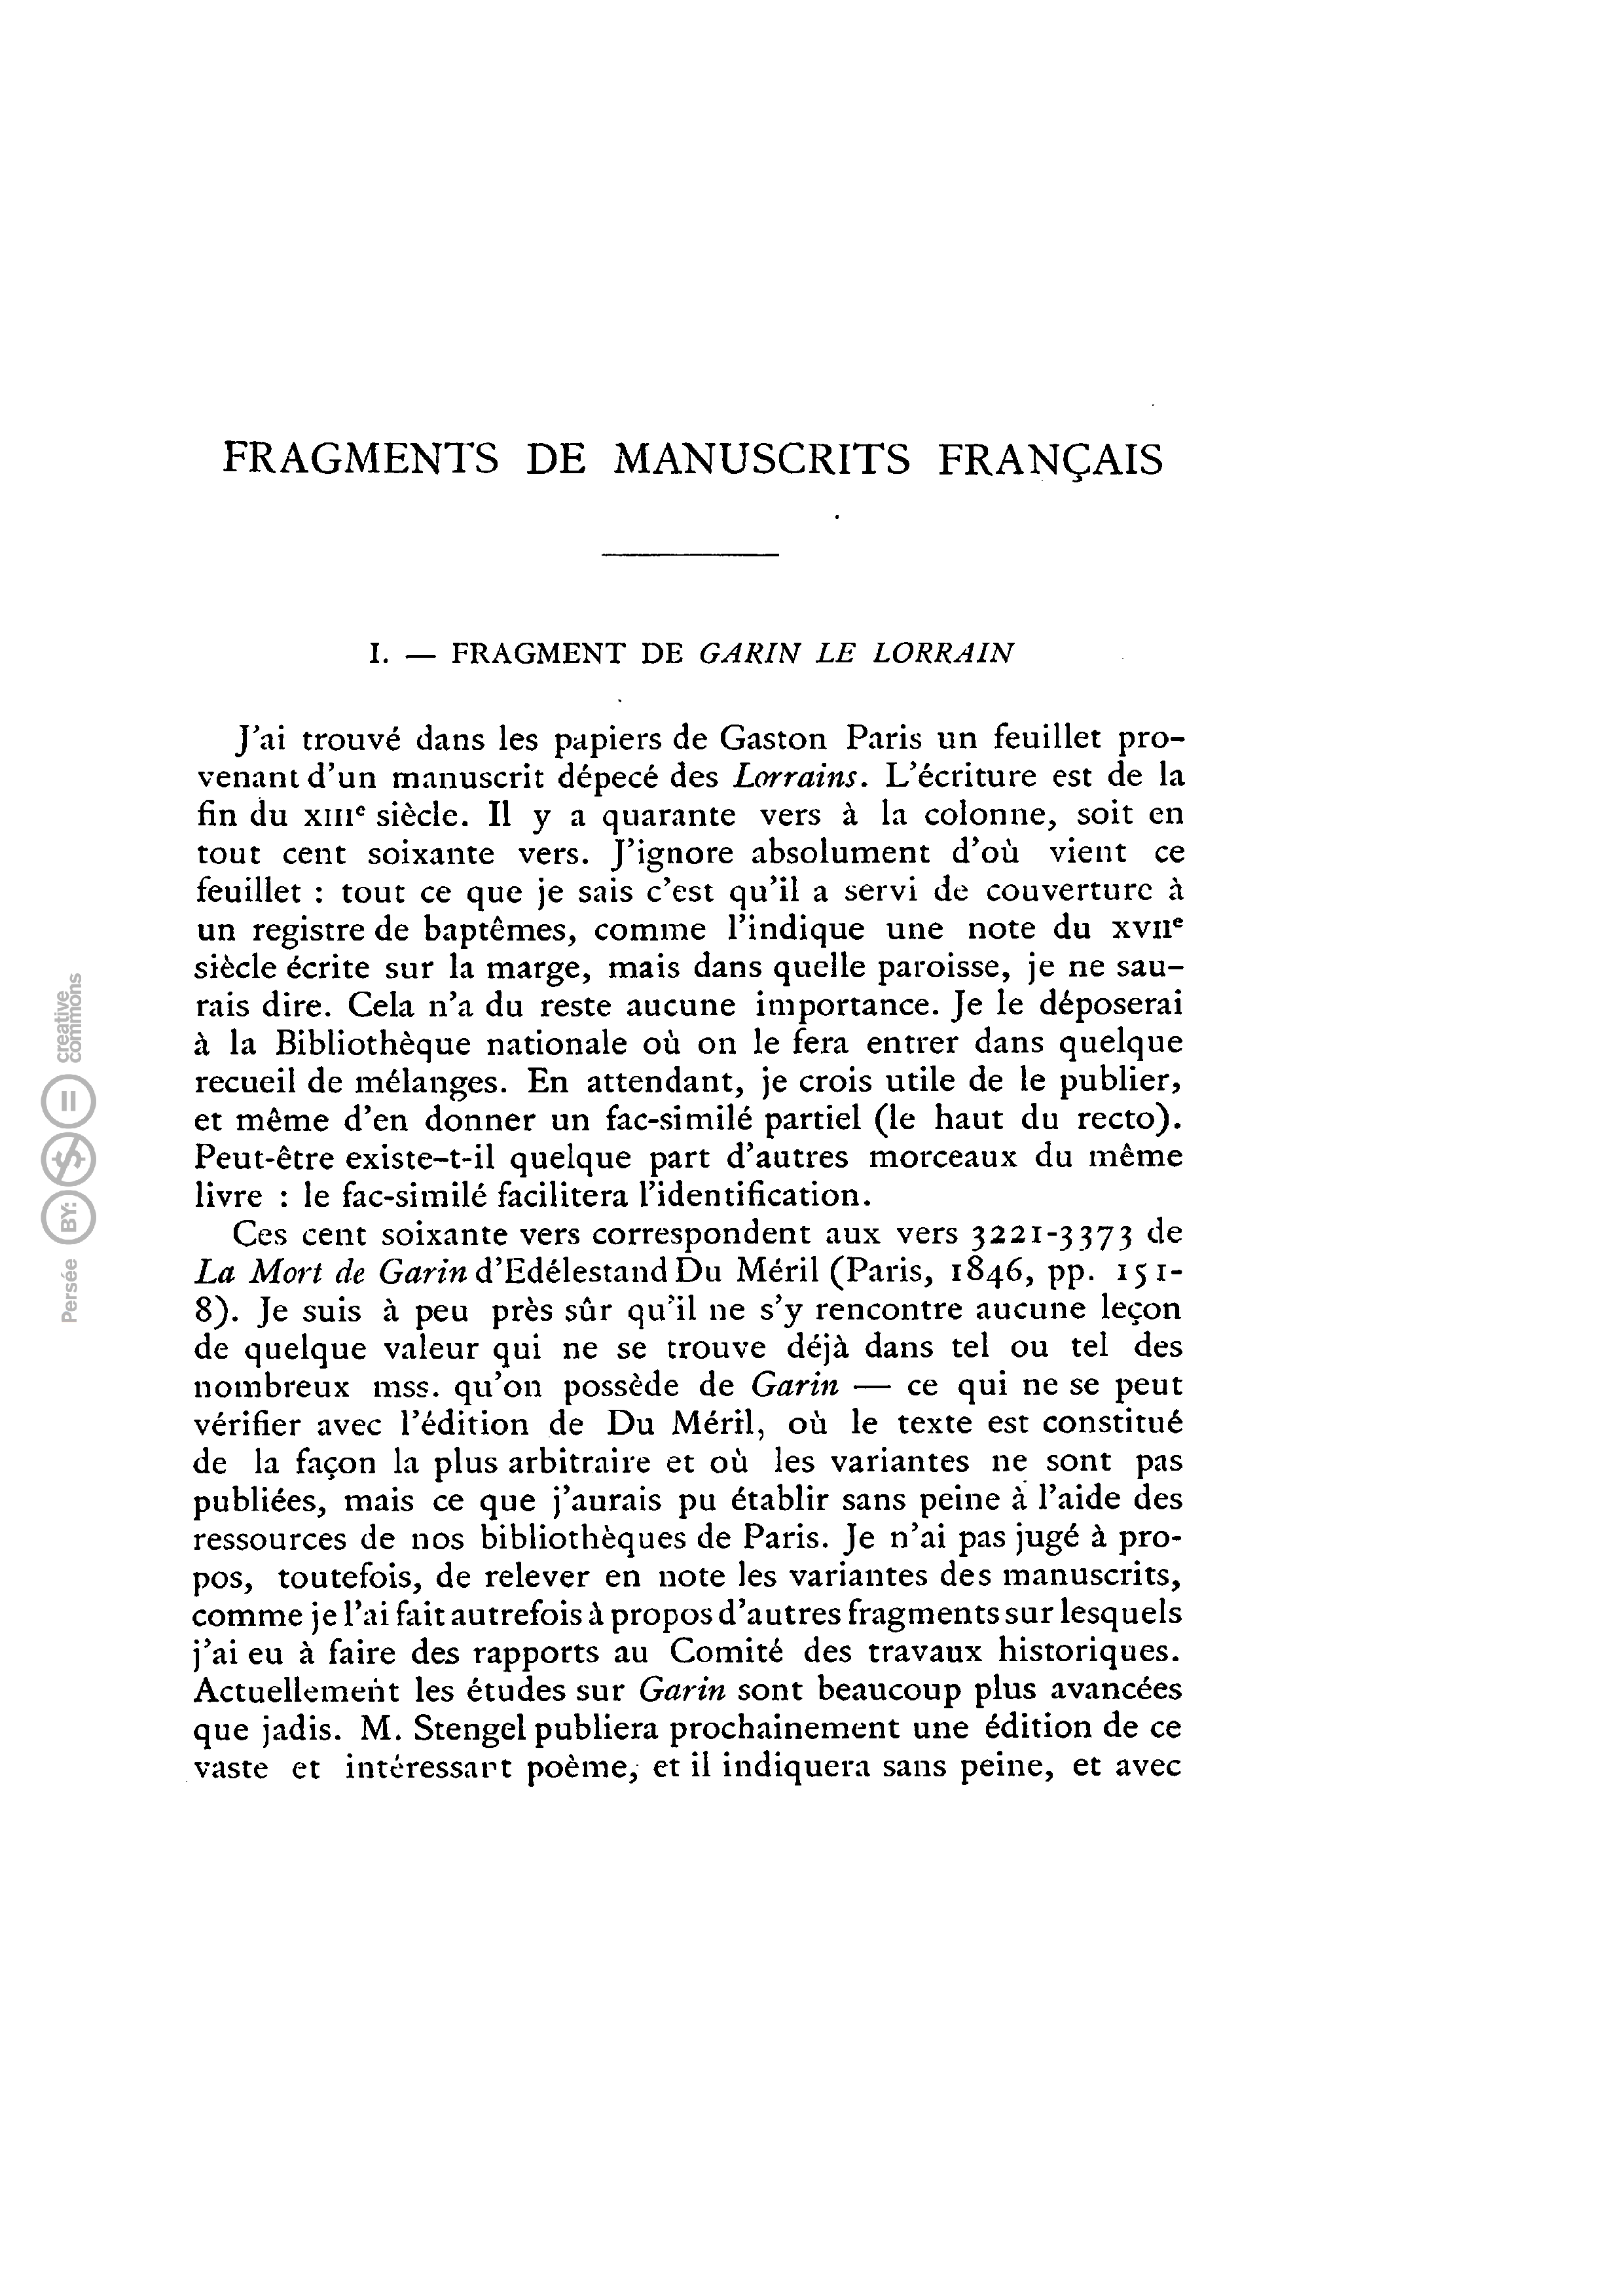 FRAGMENTS DE MANUSCRITS FRANÇAIS
I. — FRAGMENT DE GARIN LE LORRAIN
J'ai trouvé dans les papiers de Gaston Paris un feuillet pro-
venant d'un manuscrit dépecé des Lorrains. L'écriture est de la
fin du XIIIe siècle. Il y a quarante vers à la colonne, soit en
tout cent soixante vers. J'ignore absolument d'où vient ce
feuillet : tout ce que je sais c'est qu'il a servi de couverture à
un registre de baptêmes, comme l'indique une note du XVIIe
siècle écrite sur la marge, mais dans quelle paroisse, je ne sau-
rais dire. Cela n'a du reste aucune importance. Je le déposerai
à la Bibliothèque nationale où on le fera entrer dans quelque
recueil de mélanges. En attendant, je crois utile de le publier,
et même d'en donner un fac-similé partiel (le haut du recto).
Peut-être existe-t-il quelque part d'autres morceaux du même
livre : le fac-similé facilitera l'identification.
Ces cent soixante vers correspondent aux vers 3221-3373 de
La Mort de Garin d'Edélestand Du Méril (Paris, 1846, pp. 151-
8). Je suis à peu près sûr qu'il ne s'y rencontre aucune leçon
de quelque valeur qui ne se trouve déjà dans tel ou tel des
nombreux mss. qu'on possède de Garin — ce qui ne se peut
vérifier avec l'édition de Du Méril, où le texte est constitué
de la façon la plus arbitraire et où les variantes ne sont pas
publiées, mais ce que j'aurais pu établir sans peine à l'aide des
ressources de nos bibliothèques de Paris. Je n'ai pas jugé à pro-
pos, toutefois, de relever en note les variantes des manuscrits,
comme je l'ai fait autrefois à propos d'autres fragments sur lesquels
j'ai eu à faire des rapports au Comité des travaux historiques.
Actuellement les études sur Garin sont beaucoup plus avancées
que jadis. M. Stengel publiera prochainement une édition de ce
vaste et intéressant poème, et il indiquera sans peine, et avec
Persée BY: creative commons